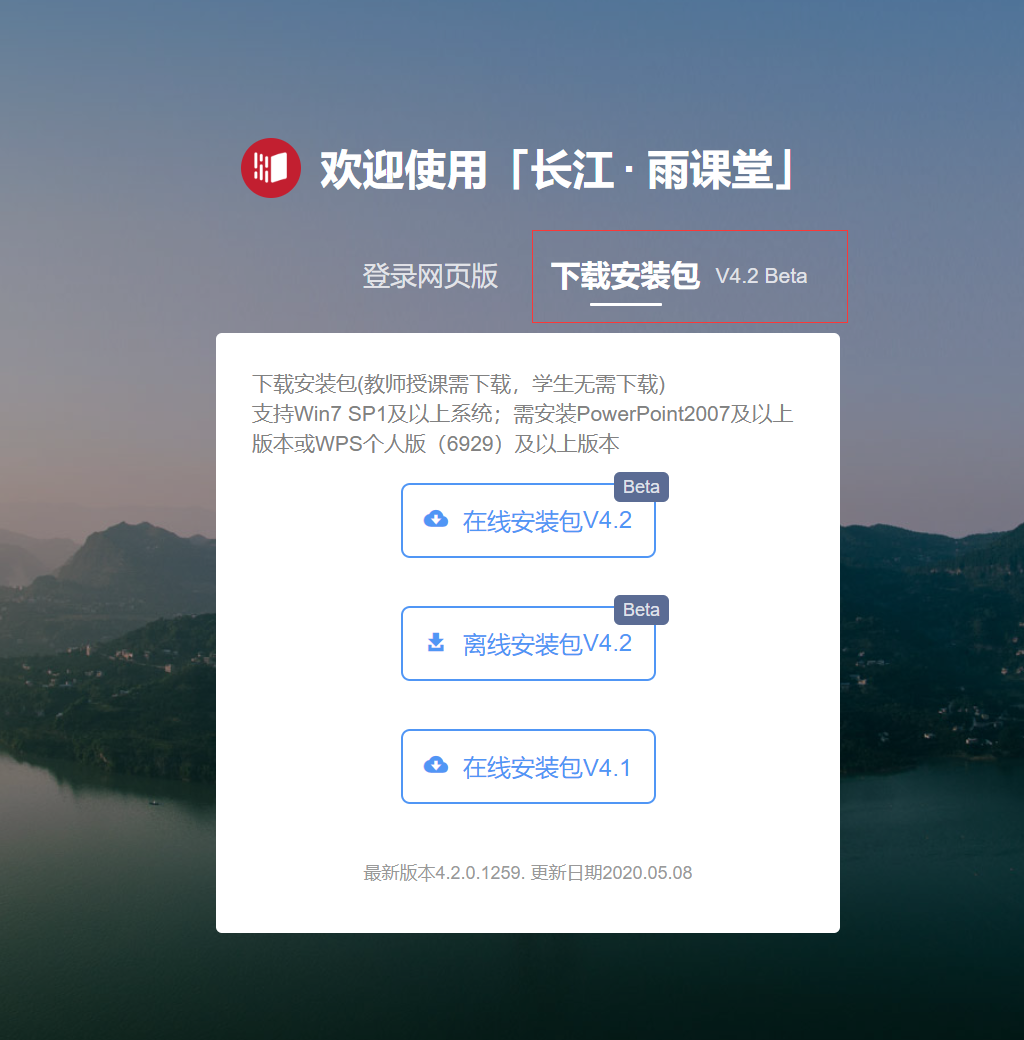 欢迎使用「长江 · 雨课堂」
登录网页版 下载安装包 V4.2 Beta
下载安装包(教师授课需下载，学生无需下载)
支持Win7 SP1及以上系统；需安装PowerPoint2007及以上
版本或WPS个人版（6929）及以上版本
Beta
在线安装包V4.2
Beta
离线安装包V4.2
在线安装包V4.1
最新版本4.2.0.1259. 更新日期2020.05.08